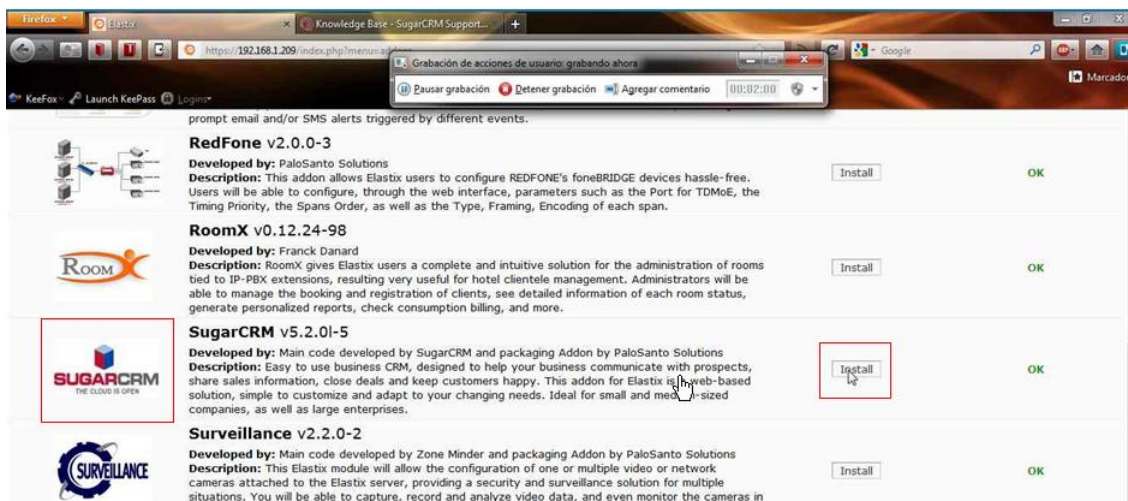 Firefox
Elastix
Knowledge Base - SugarCRM Support...
https://192.168.1.209/index.php?menu=addons
Google
Grabación de acciones de usuario: grabando ahora
Pausar grabación
Detener grabación
Agregar comentario
00:02:00
Marcador
KeeFox
Launch KeePass
Logins
prompt email and/or SMS alerts triggered by different events.
RedFone v2.0.0-3
Developed by: PaloSanto Solutions
Description: This addon allows Elastix users to configure REDFONE's foneBRIDGE devices hassle-free.
Users will be able to configure, through the web interface, parameters such as the Port for TDMoE, the
Timing Priority, the Spans Order, as well as the Type, Framing, Encoding of each span.
Install
OK
ROOM X
RoomX v0.12.24-98
Developed by: Franck Danard
Description: RoomX gives Elastix users a complete and intuitive solution for the administration of rooms
tied to IP-PBX extensions, resulting very useful for hotel clientele management. Administrators will be
able to manage the booking and registration of clients, see detailed information of each room status,
generate personalized reports, check consumption billing, and more.
Install
OK
SUGARCRM
THE CLOUD IS OPEN
SugarCRM v5.2.0l-5
Developed by: Main code developed by SugarCRM and packaging Addon by PaloSanto Solutions
Description: Easy to use business CRM, designed to help your business communicate with prospects,
share sales information, close deals and keep customers happy. This addon for Elastix is web-based
solution, simple to customize and adapt to your changing needs. Ideal for small and medium-sized
companies, as well as large enterprises.
Install
OK
SURVEILLANCE
Surveillance v2.2.0-2
Developed by: Main code developed by Zone Minder and packaging Addon by PaloSanto Solutions
Description: This Elastix module will allow the configuration of one or multiple video or network
cameras attached to the Elastix server, providing a security and surveillance solution for multiple
situations. You will be able to capture, record and analyze video data, and even monitor the cameras in
Install
OK